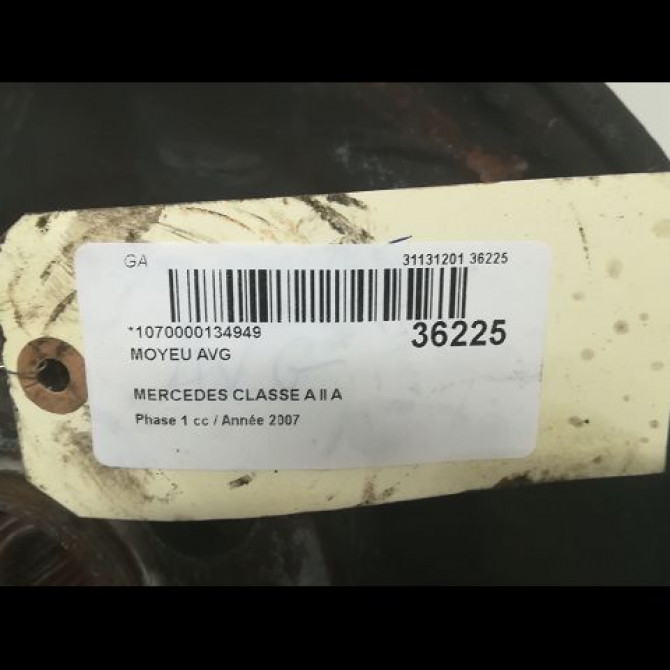 GA 31131201 36225
*1070000134949 36225
MOYEU AVG
MERCEDES CLASSE A II A
Phase 1 cc / Année 2007